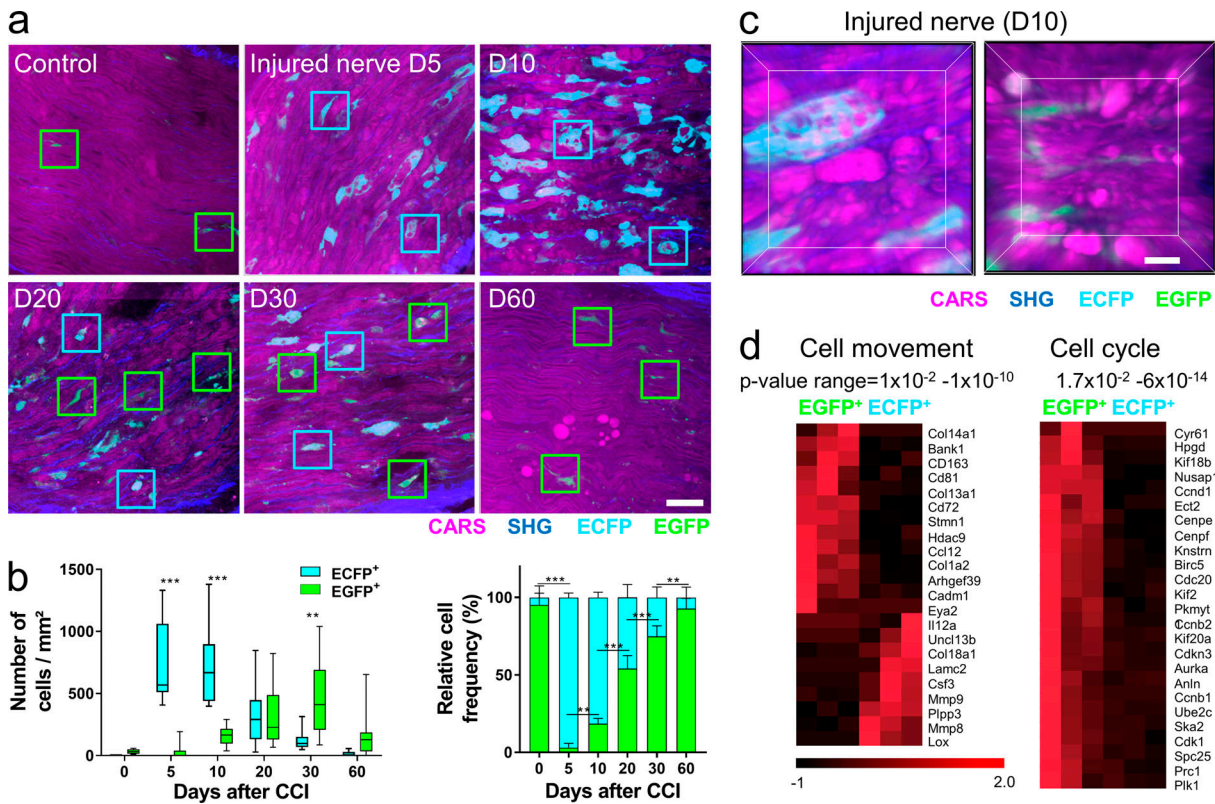 a
Control
Injured nerve D5
D10
D20
D30
D60
CARS SHG ECFP EGFP
b
Number of
cells / mm²
1500
1000
500
0
*** *** **
ECFP+
EGFP+
0 5 10 20 30 60
Days after CCI
Relative cell
frequency (%)
100
50
0
*** ** *** *** **
0 5 10 20 30 60
Days after CCI
c
Injured nerve (D10)
CARS SHG ECFP EGFP
d
Cell movement
p-value range=1x10-2 -1x10-10
EGFP+ ECFP+
Col14a1
Bank1
CD163
Cd81
Col13a1
Cd72
Stmn1
Hdac9
Ccl12
Col1a2
Arhgef39
Cadm1
Eya2
Il12a
Uncl13b
Col18a1
Lamc2
Csf3
Mmp9
Plpp3
Mmp8
Lox
-1 2.0
Cell cycle
1.7x10-2 -6x10-14
EGFP+ ECFP+
Cyr61
Hpgd
Kif18b
Nusap1
Ccnd1
Ect2
Cenpe
Cenpf
Knstrn
Birc5
Cdc20
Kif2
Pkmyt
Ccnb2
Kif20a
Cdkn3
Aurka
Anln
Ccnb1
Ube2c
Ska2
Cdk1
Spc25
Prc1
Plk1